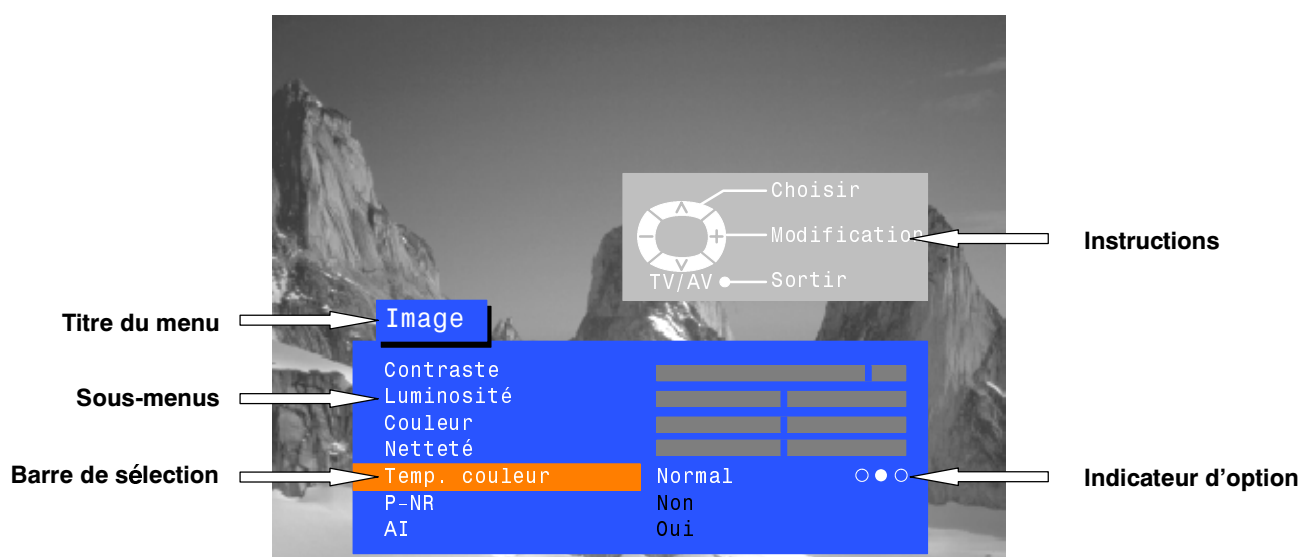 Choisir
Modification
TV/AV Sortir
Instructions
Titre du menu
Image
Contraste
Sous-menus
Luminosité
Couleur
Netteté
Barre de sélection
Temp. couleur Normal
Indicateur d'option
P-NR Non
AI Oui